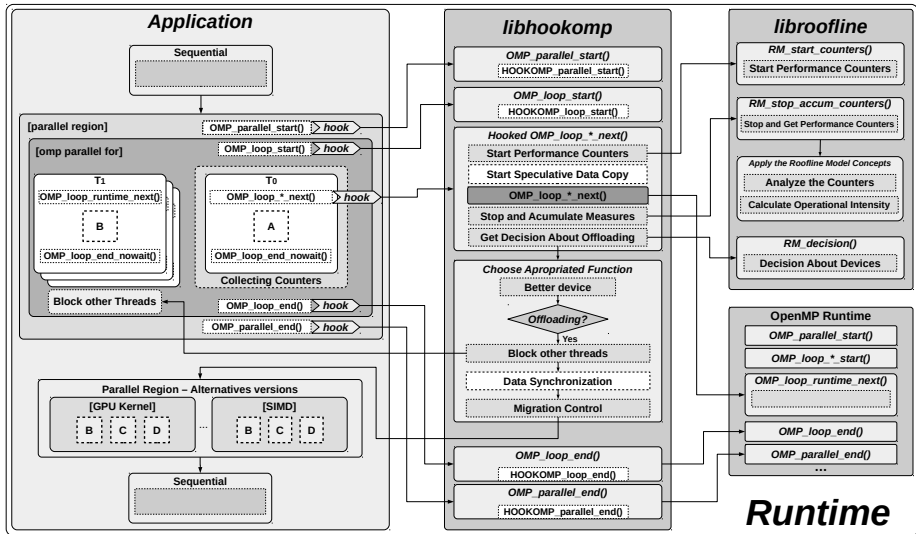 Application
Sequential
[parallel region]
OMP_parallel_start()
hook
[omp parallel for]
OMP_loop_start()
hook
T1
OMP_loop_runtime_next()
B
OMP_loop_end_nowait()
T0
OMP_loop_*_next()
hook
A
OMP_loop_end_nowait()
Collecting Counters
Block other Threads
OMP_loop_end()
hook
OMP_parallel_end()
hook
Parallel Region – Alternatives versions
[GPU Kernel]
B
C
D
...
[SIMD]
B
C
D
Sequential
libhookomp
OMP_parallel_start()
HOOKOMP_parallel_start()
OMP_loop_start()
HOOKOMP_loop_start()
Hooked OMP_loop_*_next()
Start Performance Counters
Start Speculative Data Copy
OMP_loop_*_next()
Stop and Acumulate Measures
Get Decision About Offloading
Choose Apropriated Function
Better device
Offloading?
Yes
Block other threads
Data Synchronization
Migration Control
OMP_loop_end()
HOOKOMP_loop_end()
OMP_parallel_end()
HOOKOMP_parallel_end()
libroofline
RM_start_counters()
Start Performance Counters
RM_stop_accum_counters()
Stop and Get Performance Counters
Apply the Roofline Model Concepts
Analyze the Counters
Calculate Operational Intensity
RM_decision()
Decision About Devices
OpenMP Runtime
OMP_parallel_start()
OMP_loop_*_start()
OMP_loop_runtime_next()
OMP_loop_end()
OMP_parallel_end()
...
Runtime